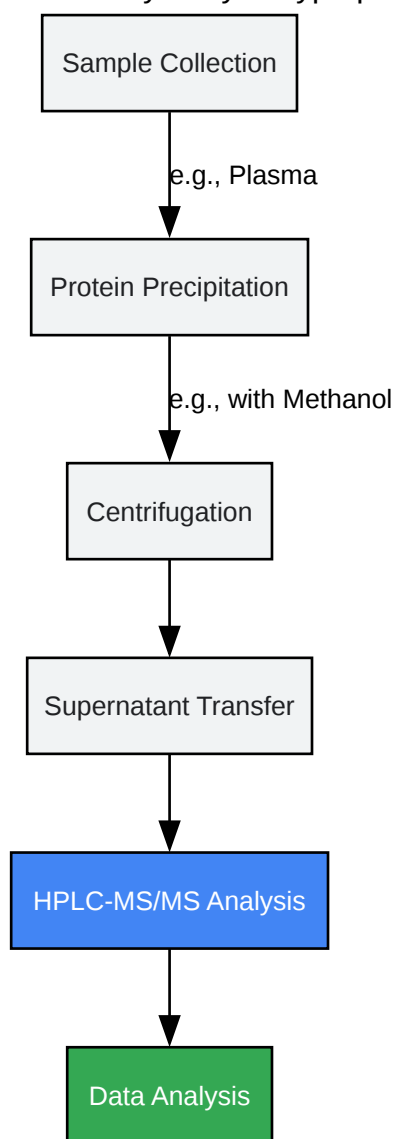 Sample Collection
e.g., Plasma
Protein Precipitation
e.g., with Methanol
Centrifugation
Supernatant Transfer
HPLC-MS/MS Analysis
Data Analysis